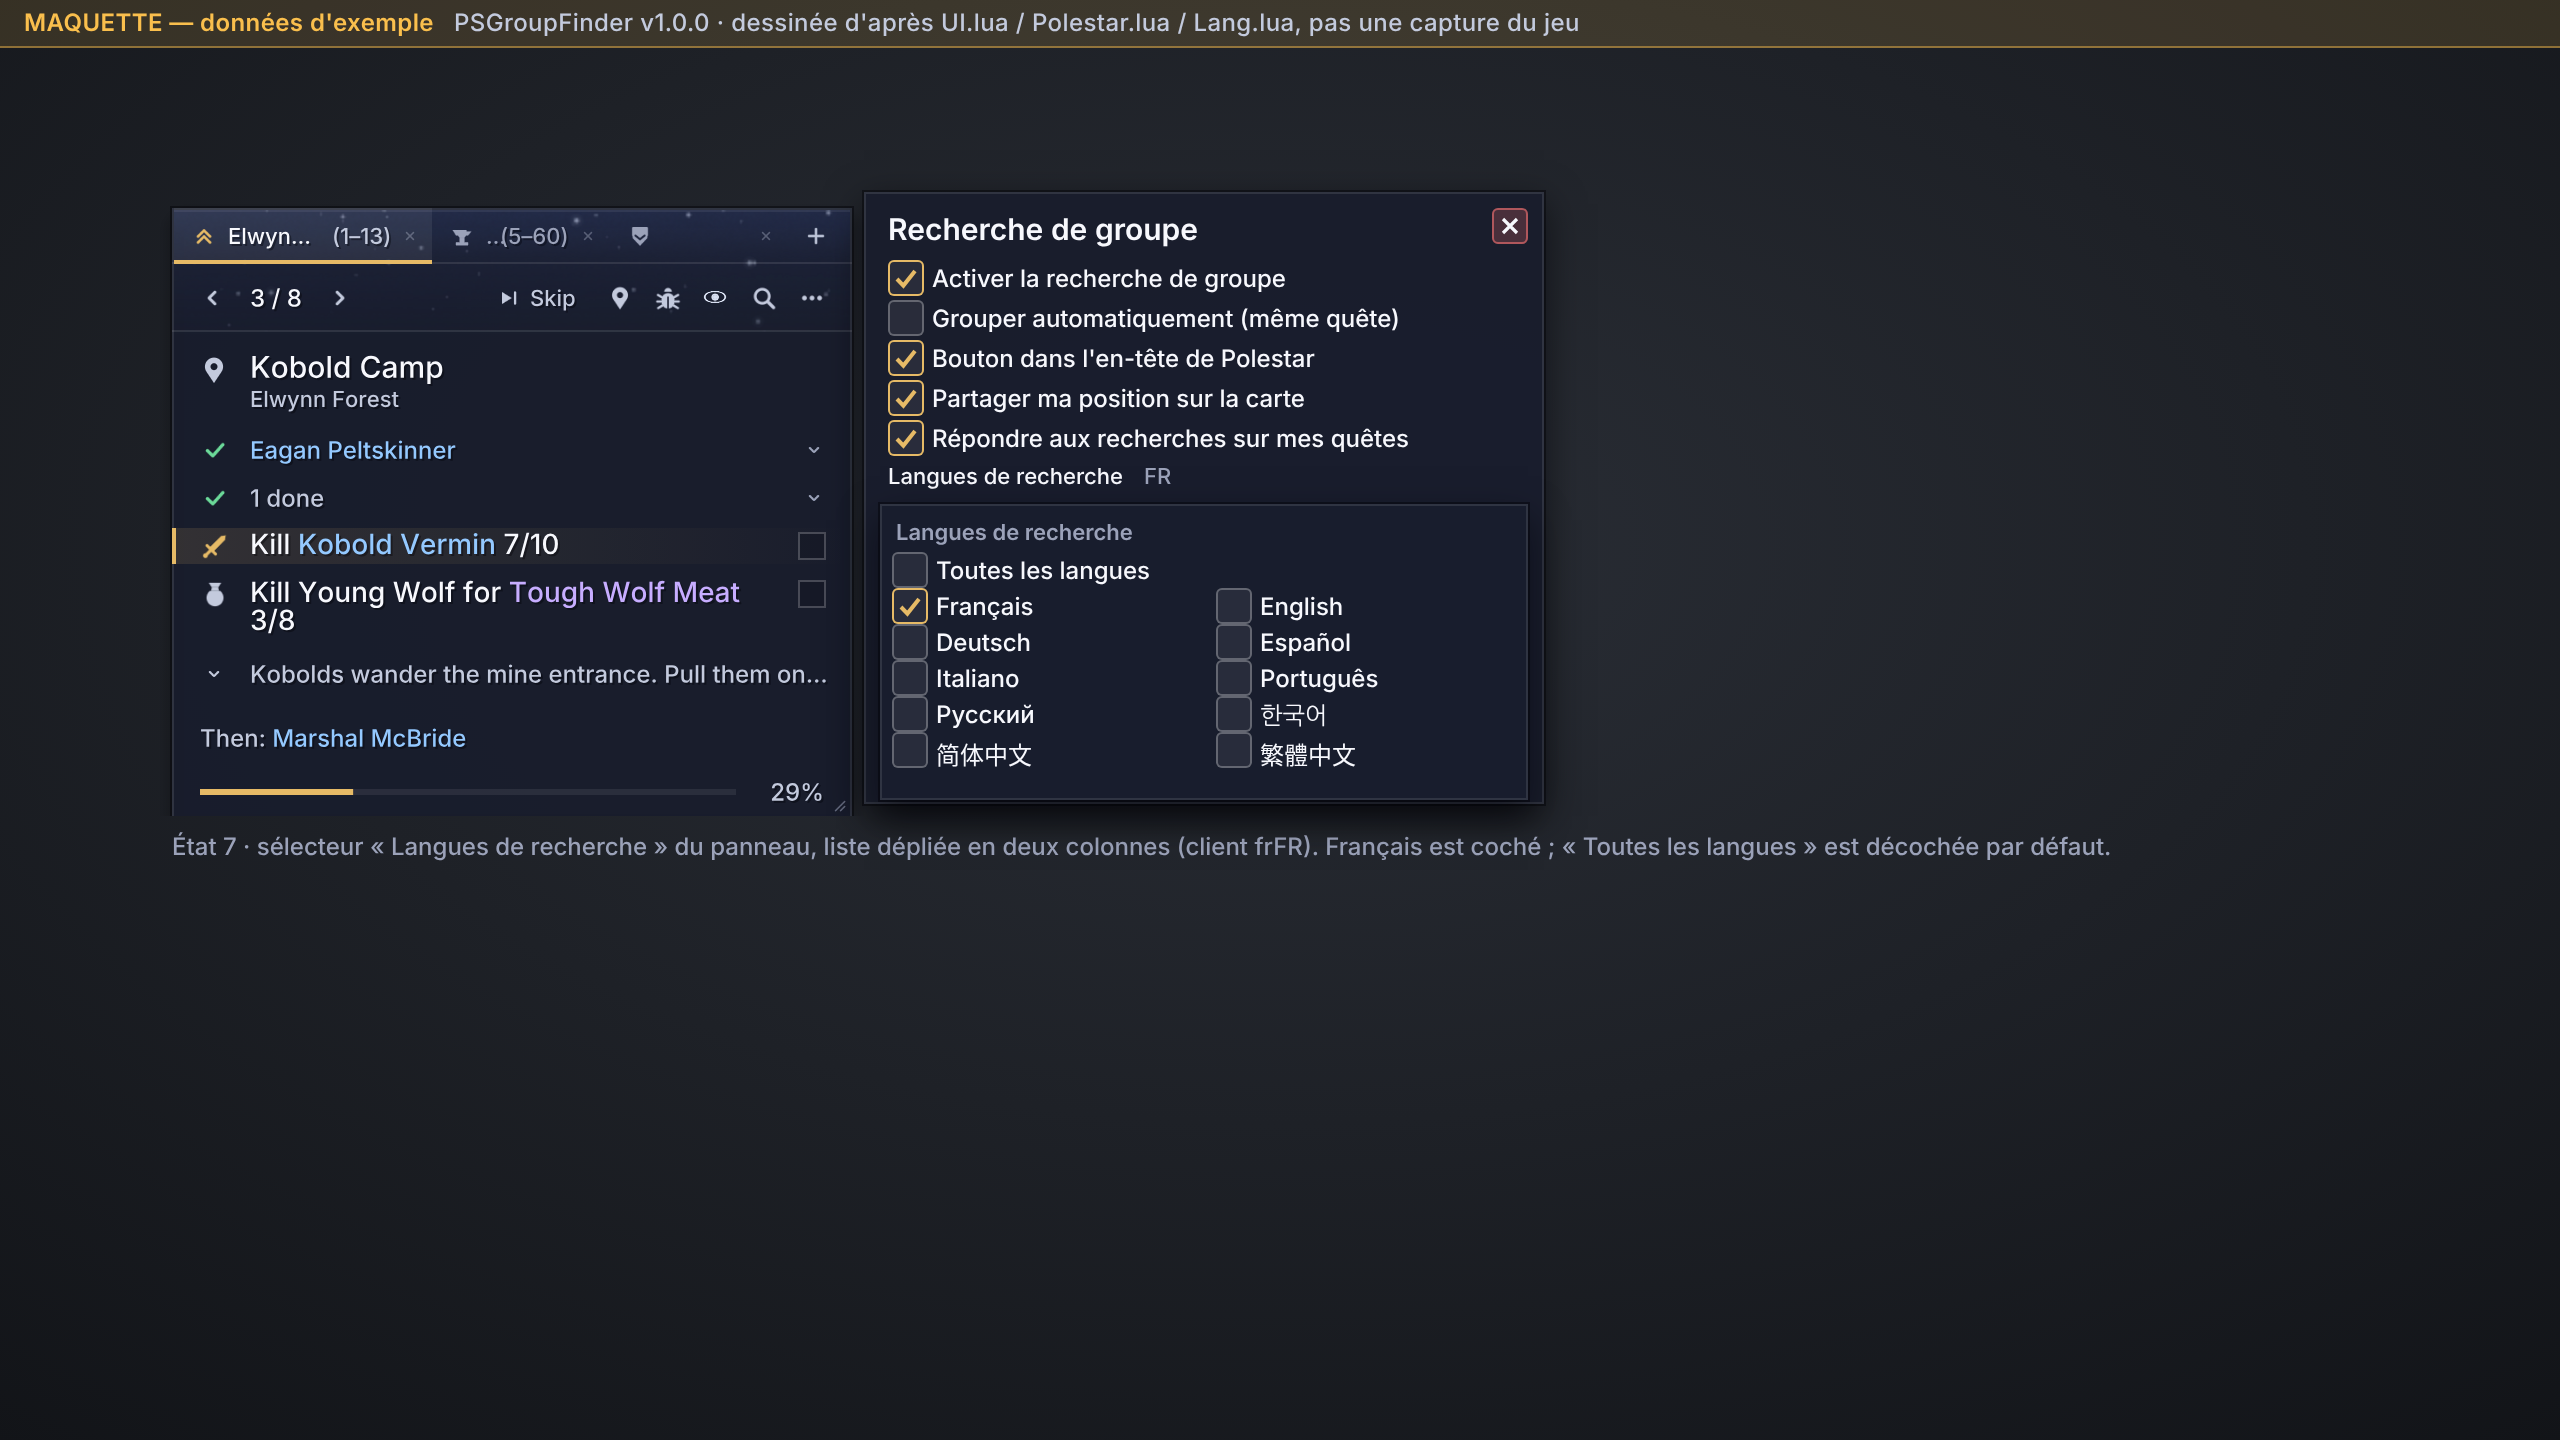 MAQUETTE — données d'exemple PSGroupFinder v1.0.0 · dessinée d'après UI.lua / Polestar.lua / Lang.lua, pas une capture du jeu
Elwyn... (1–13) × ...(5–60) × × +
3 / 8 Skip
Kobold Camp
Elwynn Forest
Eagan Peltskinner
1 done
Kill Kobold Vermin 7/10
Kill Young Wolf for Tough Wolf Meat
3/8
Kobolds wander the mine entrance. Pull them on...
Then: Marshal McBride
29%
Recherche de groupe
Activer la recherche de groupe
Grouper automatiquement (même quête)
Bouton dans l'en-tête de Polestar
Partager ma position sur la carte
Répondre aux recherches sur mes quêtes
Langues de recherche FR
Langues de recherche
Toutes les langues
Français English
Deutsch Español
Italiano Português
Русский 한국어
简体中文 繁體中文
État 7 · sélecteur « Langues de recherche » du panneau, liste dépliée en deux colonnes (client frFR). Français est coché ; « Toutes les langues » est décochée par défaut.